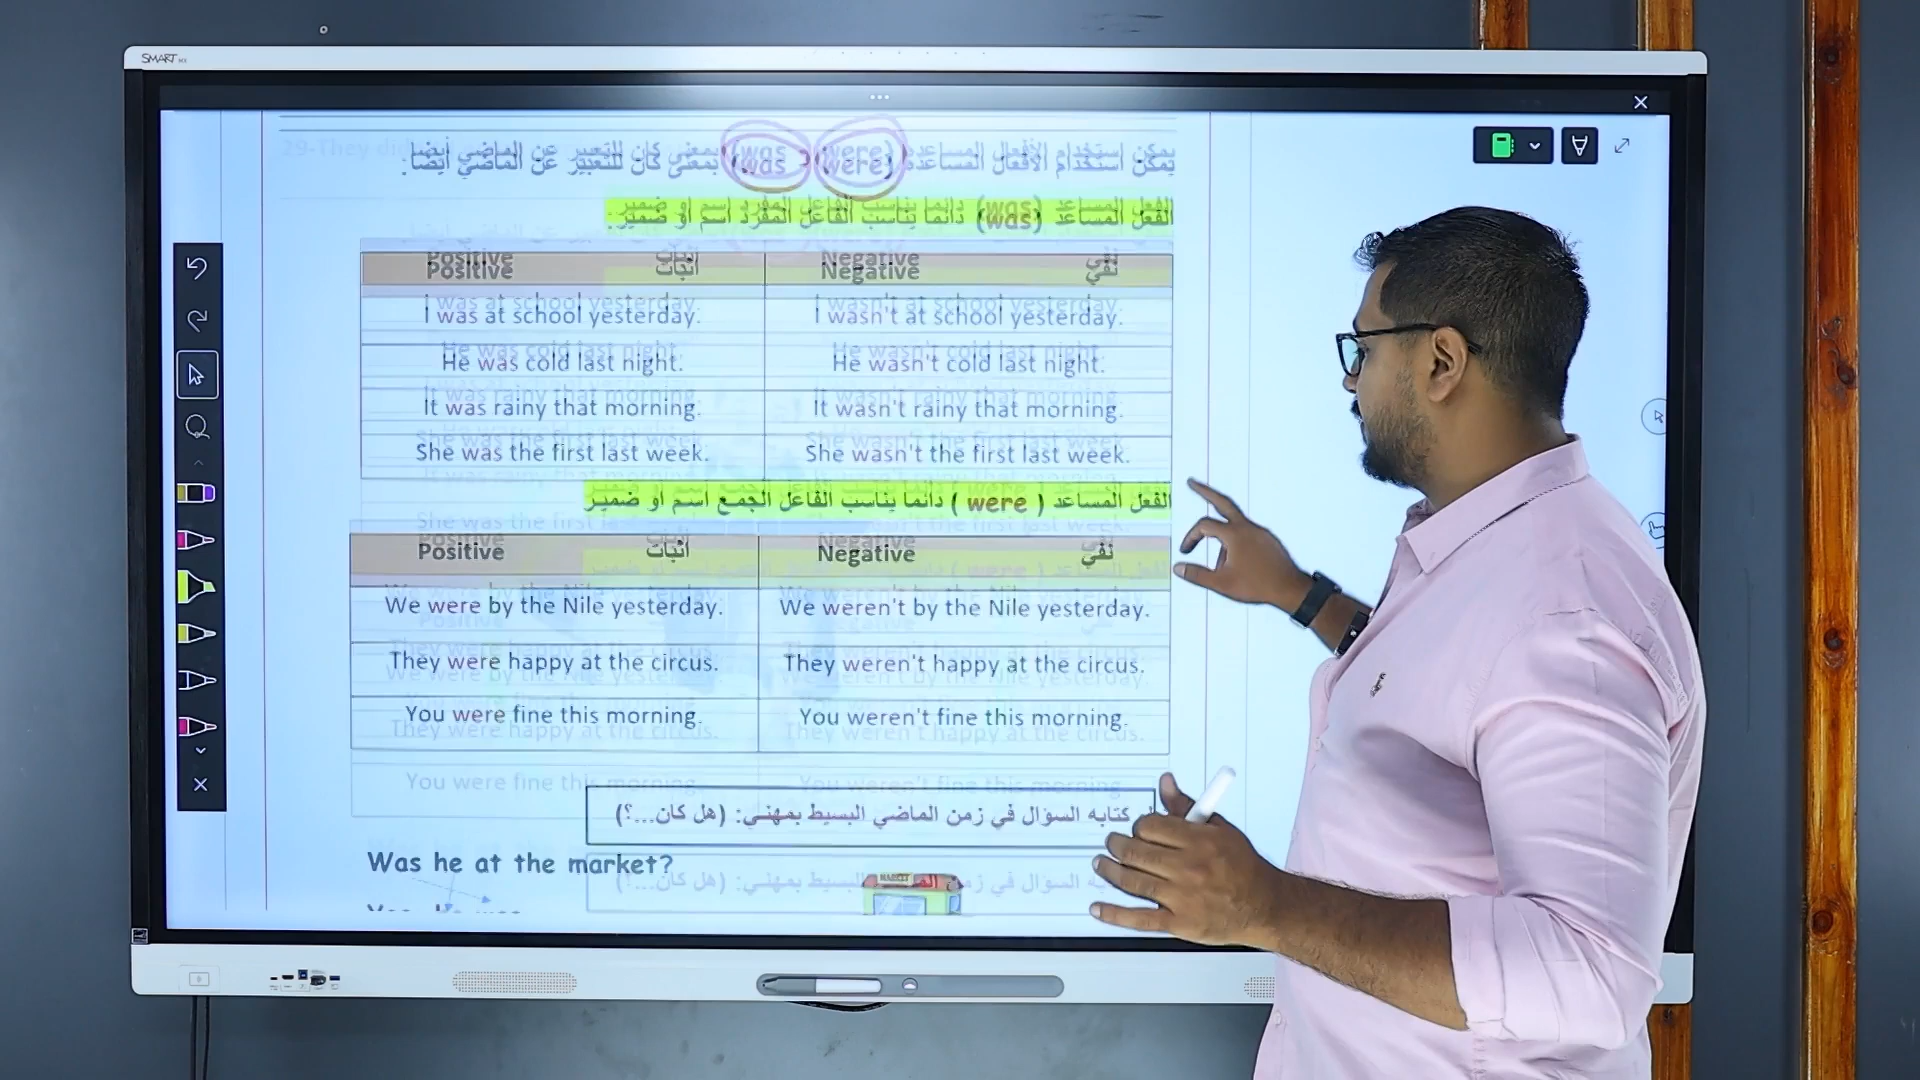 SMART
يمكن استخدام الأفعال المساعده (were) ، (was) بمعنى كان للتعبير عن الماضي أيضا.
الفعل المساعد (was) دائما يناسب الفاعل المفرد اسم او ضمير.
Positive اثبات Negative نفي
I was at school yesterday. I wasn't at school yesterday.
He was cold last night. He wasn't cold last night.
It was rainy that morning. It wasn't rainy that morning.
She was the first last week. She wasn't the first last week.
الفعل المساعد ( were ) دائما يناسب الفاعل الجمع اسم او ضمير
Positive اثبات Negative نفي
We were by the Nile yesterday. We weren't by the Nile yesterday.
They were happy at the circus. They weren't happy at the circus.
You were fine this morning. You weren't fine this morning.
كتابه السؤال في زمن الماضي البسيط بمهني: (هل كان...؟)
Was he at the market?
MARKET